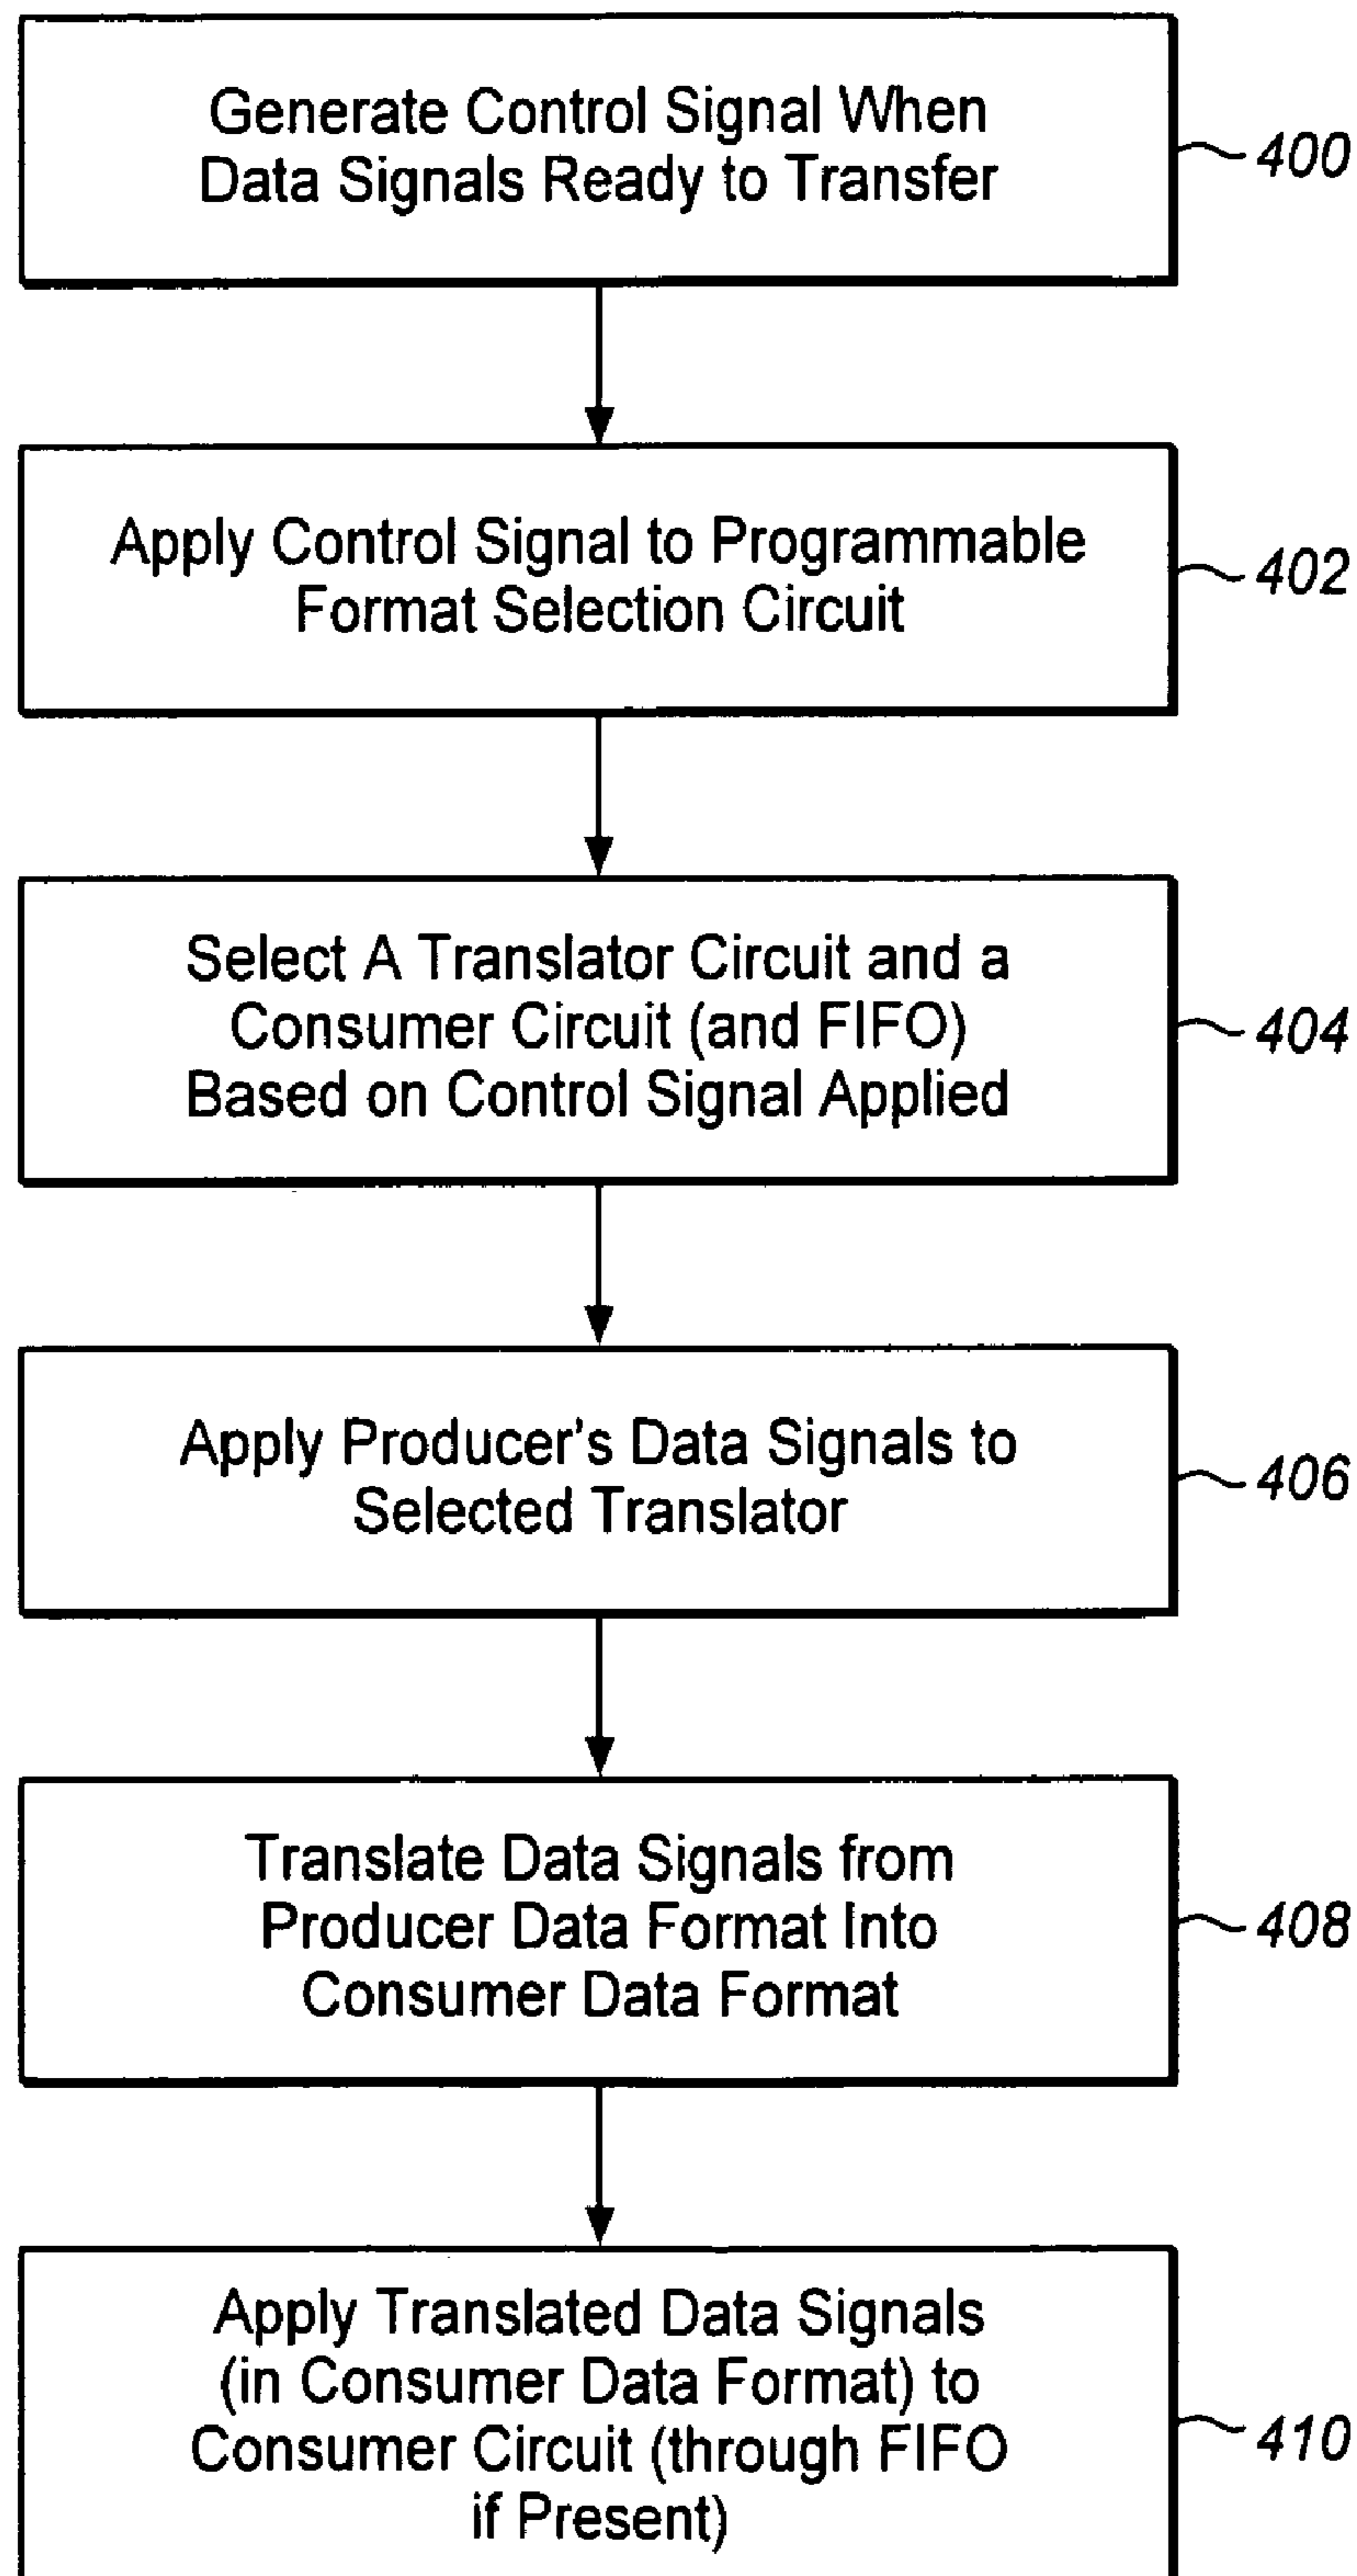 Generate Control Signal When
Data Signals Ready to Transfer
400
Apply Control Signal to Programmable
Format Selection Circuit
402
Select A Translator Circuit and a
Consumer Circuit (and FIFO)
Based on Control Signal Applied
404
Apply Producer's Data Signals to
Selected Translator
406
Translate Data Signals from
Producer Data Format Into
Consumer Data Format
408
Apply Translated Data Signals
(in Consumer Data Format) to
Consumer Circuit (through FIFO
if Present)
410